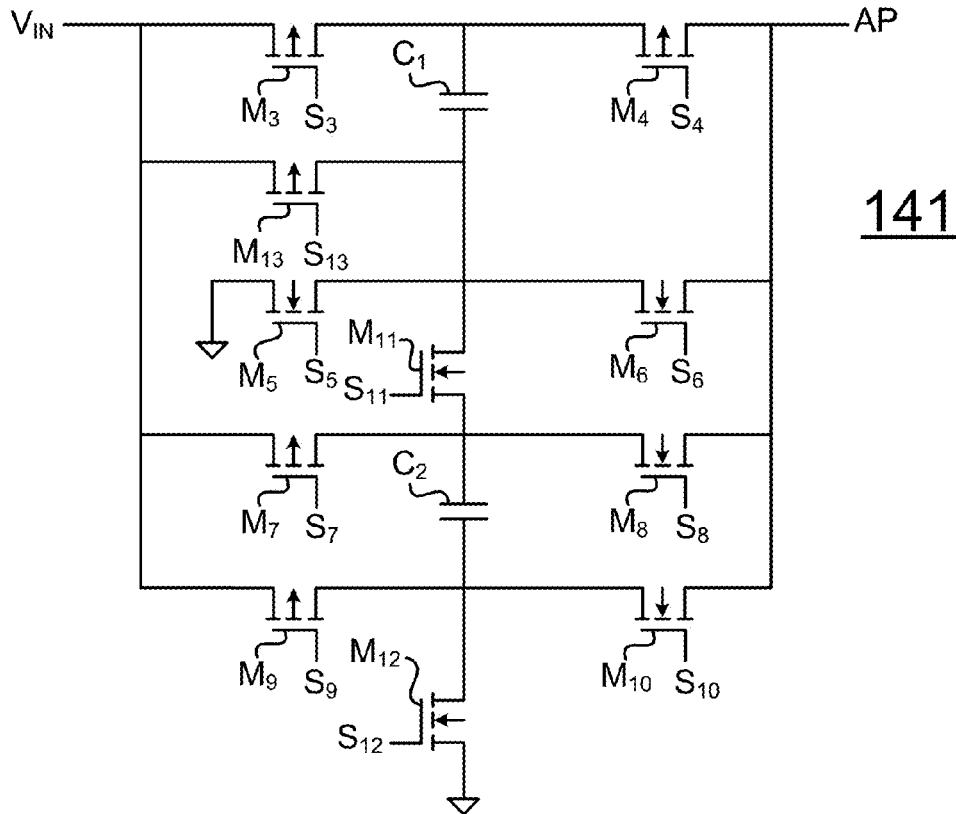 V_IN
AP
C₁
M₃
S₃
M₄
S₄
141
M₁₃
S₁₃
M₁₁
M₅
S₅
S₁₁
M₆
S₆
C₂
M₇
S₇
M₈
S₈
M₁₂
M₉
S₉
M₁₀
S₁₀
S₁₂